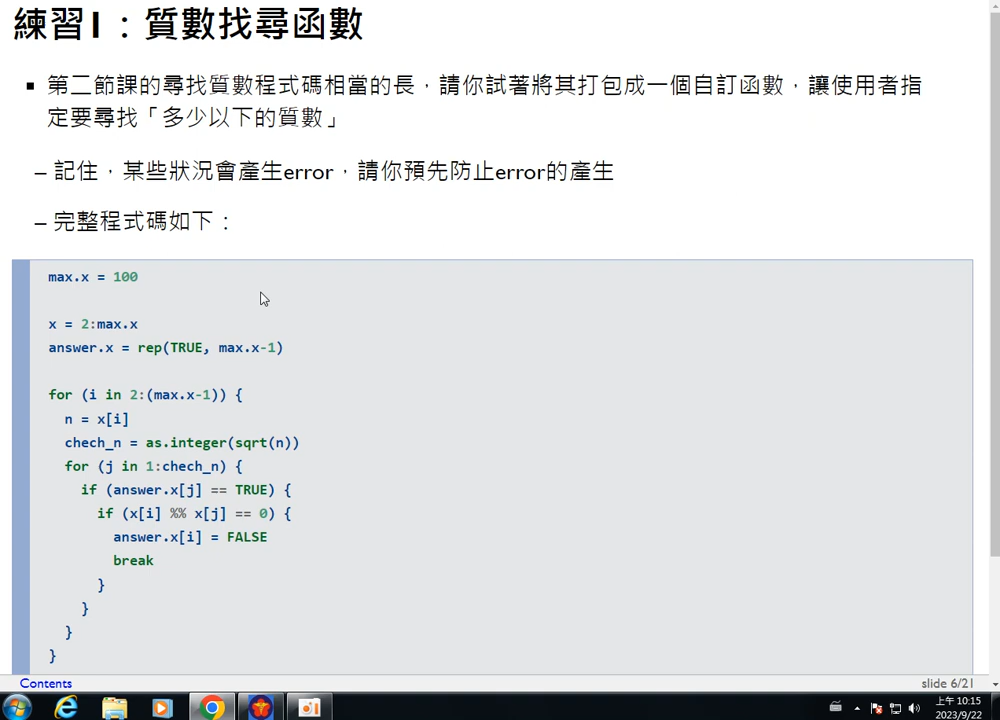 練習1：質數找尋函數
▪ 第二節課的尋找質數程式碼相當的長，請你試著將其打包成一個自訂函數，讓使用者指
定要尋找「多少以下的質數」
– 記住，某些狀況會產生error，請你預先防止error的產生
– 完整程式碼如下：
max.x = 100
x = 2:max.x
answer.x = rep(TRUE, max.x-1)
for (i in 2:(max.x-1)) {
  n = x[i]
  chech_n = as.integer(sqrt(n))
  for (j in 1:chech_n) {
    if (answer.x[j] == TRUE) {
      if (x[i] %% x[j] == 0) {
        answer.x[i] = FALSE
        break
      }
    }
  }
}
Contents
slide 6/21
上午 10:15
2023/9/22